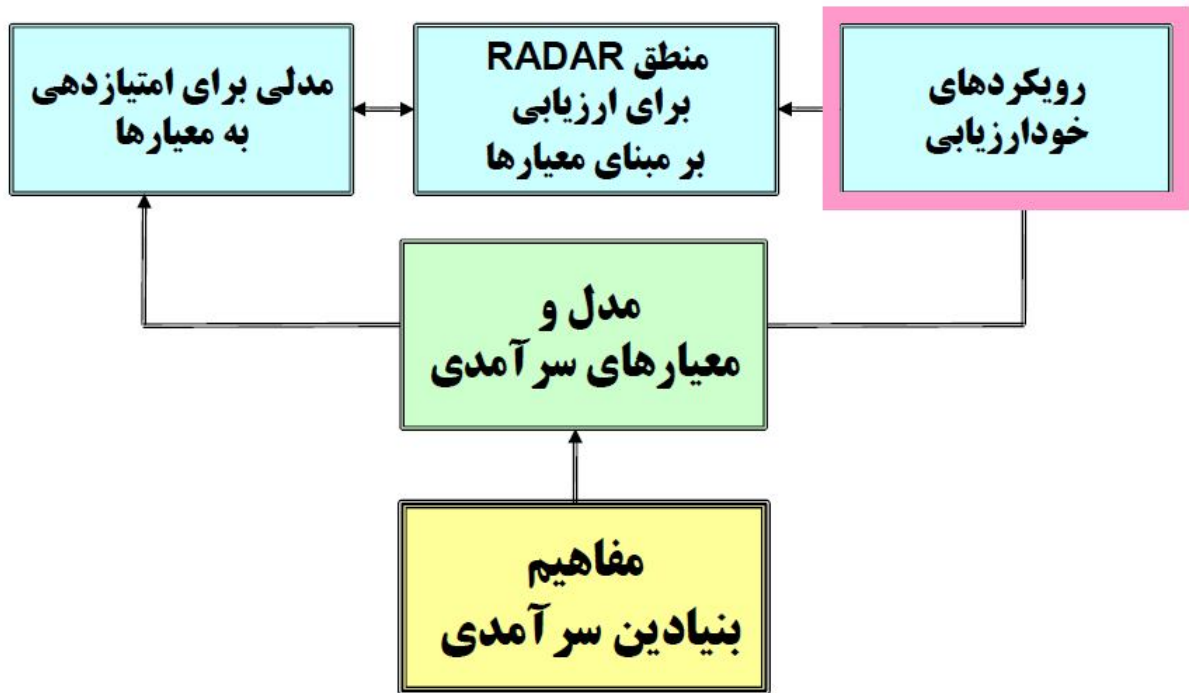 رویکردهای
خودارزیابی
منطق RADAR
برای ارزیابی
بر مبنای معیارها
مدلی برای امتیازدهی
به معیارها
مدل و
معیارهای سرآمدی
مفاهیم
بنیادین سرآمدی